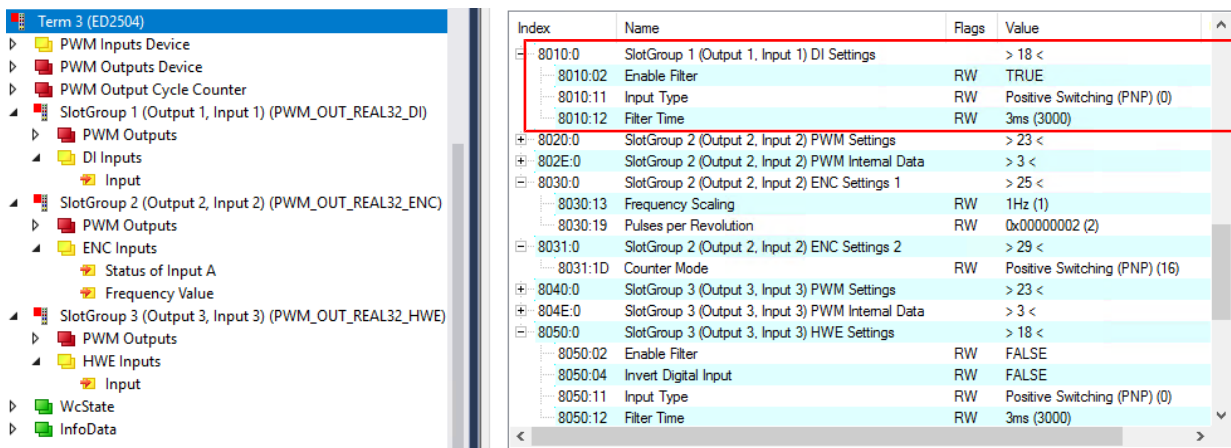 Term 3 (ED2504)
PWM Inputs Device
PWM Outputs Device
PWM Output Cycle Counter
SlotGroup 1 (Output 1, Input 1) (PWM_OUT_REAL32_DI)
PWM Outputs
DI Inputs
Input
SlotGroup 2 (Output 2, Input 2) (PWM_OUT_REAL32_ENC)
PWM Outputs
ENC Inputs
Status of Input A
Frequency Value
SlotGroup 3 (Output 3, Input 3) (PWM_OUT_REAL32_HWE)
PWM Outputs
HWE Inputs
Input
WcState
InfoData
Index Name Flags Value
8010:0 SlotGroup 1 (Output 1, Input 1) DI Settings > 18 <
8010:02 Enable Filter RW TRUE
8010:11 Input Type RW Positive Switching (PNP) (0)
8010:12 Filter Time RW 3ms (3000)
8020:0 SlotGroup 2 (Output 2, Input 2) PWM Settings > 23 <
802E:0 SlotGroup 2 (Output 2, Input 2) PWM Internal Data > 3 <
8030:0 SlotGroup 2 (Output 2, Input 2) ENC Settings 1 > 25 <
8030:13 Frequency Scaling RW 1Hz (1)
8030:19 Pulses per Revolution RW 0x00000002 (2)
8031:0 SlotGroup 2 (Output 2, Input 2) ENC Settings 2 > 29 <
8031:1D Counter Mode RW Positive Switching (PNP) (16)
8040:0 SlotGroup 3 (Output 3, Input 3) PWM Settings > 23 <
804E:0 SlotGroup 3 (Output 3, Input 3) PWM Internal Data > 3 <
8050:0 SlotGroup 3 (Output 3, Input 3) HWE Settings > 18 <
8050:02 Enable Filter RW FALSE
8050:04 Invert Digital Input RW FALSE
8050:11 Input Type RW Positive Switching (PNP) (0)
8050:12 Filter Time RW 3ms (3000)